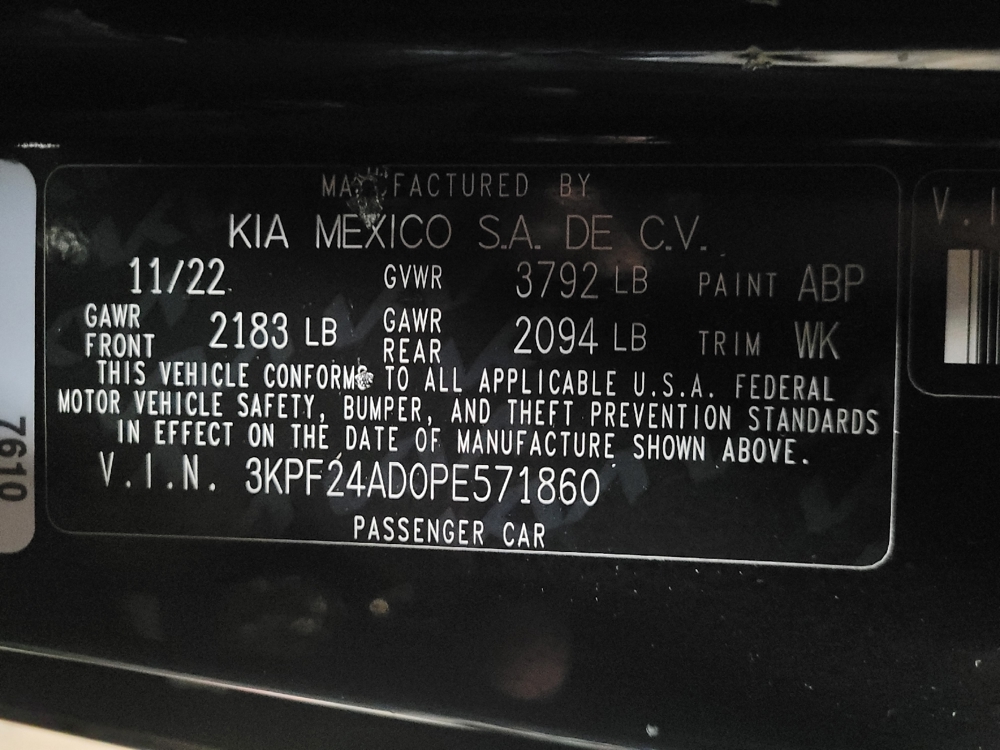 MANUFACTURED BY
KIA MEXICO S.A. DE C.V.
11/22 GVWR 3792 LB PAINT ABP
GAWR FRONT 2183 LB GAWR REAR 2094 LB TRIM WK
THIS VEHICLE CONFORMS TO ALL APPLICABLE U.S.A. FEDERAL
MOTOR VEHICLE SAFETY, BUMPER, AND THEFT PREVENTION STANDARDS
IN EFFECT ON THE DATE OF MANUFACTURE SHOWN ABOVE.
V.I.N. 3KPF24AD0PE571860
PASSENGER CAR
7610
V.I